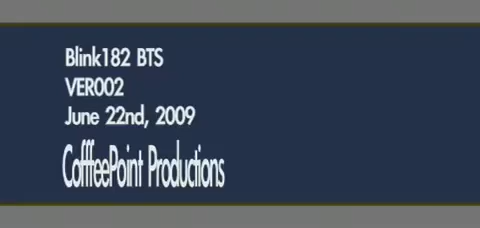 Blink182 BTS
VER002
June 22nd, 2009
CofffeePoint Productions